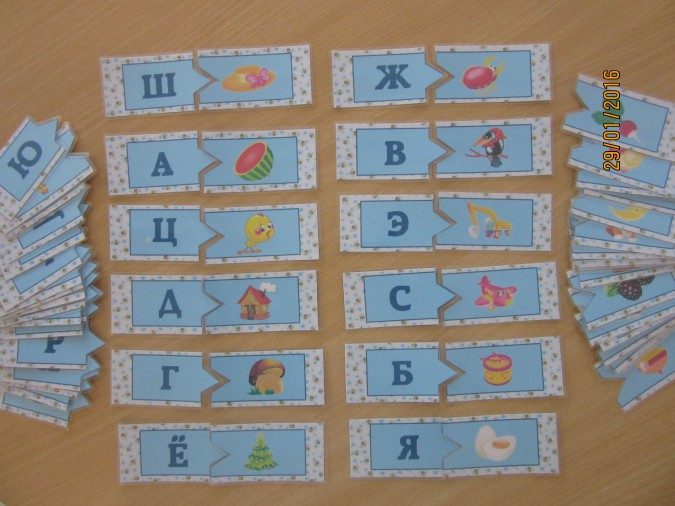 Ш
Ж
А
В
Ц
Э
Д
С
Г
Б
Ё
Я
Ю
Р
29/01/2016